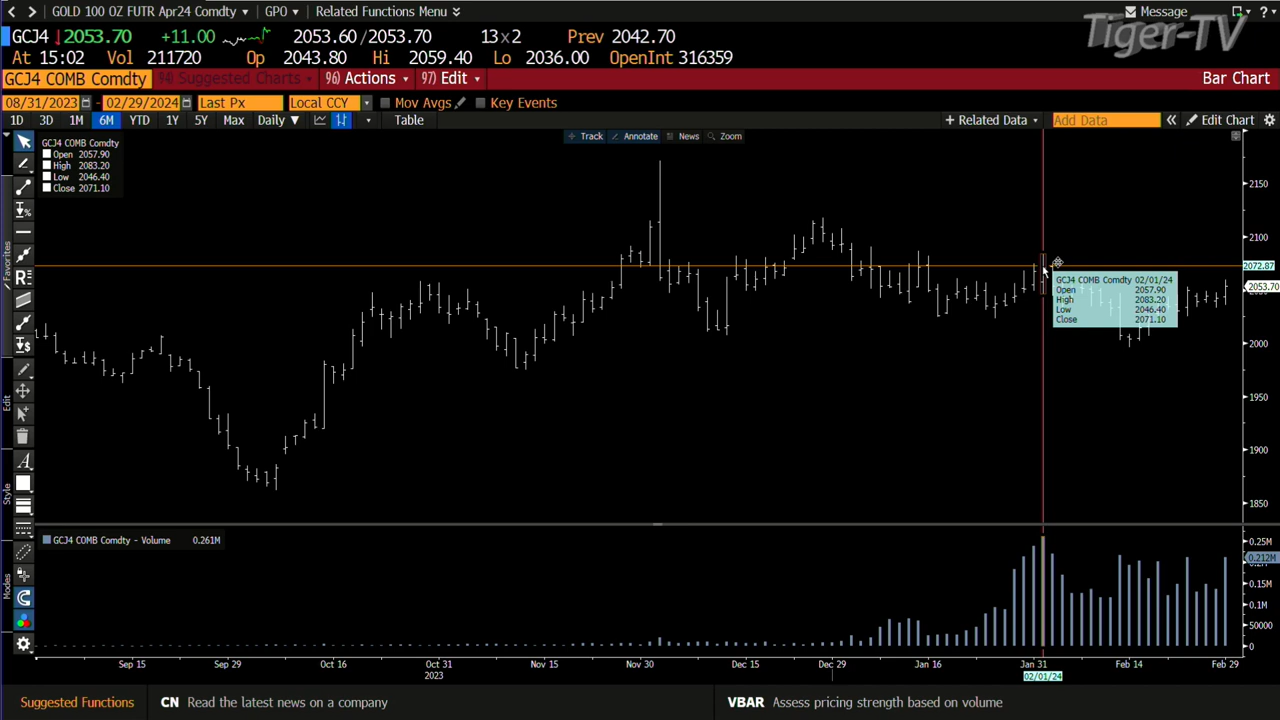 GOLD 100 OZ FUTR Apr24 Comdty GPO Related Functions Menu Message ?
Tiger-TV
GCJ4 2053.70 +11.00 2053.60/2053.70 13x2 Prev 2042.70
At 15:02 Vol 211720 Op 2043.80 Hi 2059.40 Lo 2036.00 OpenInt 316359
GCJ4 COMB Comdty 94) Suggested Charts 96) Actions 97) Edit Bar Chart
08/31/2023 - 02/29/2024 Last Px Local CCY Mov Avgs Key Events
1D 3D 1M 6M YTD 1Y 5Y Max Daily Table + Related Data Add Data Edit Chart
Track Annotate News Zoom
GCJ4 COMB Comdty
Open 2057.90
High 2083.20
Low 2046.40
Close 2071.10
2150
2100
2072.87
2053.70
2000
1950
1900
1850
GCJ4 COMB Comdty 02/01/24
Open 2057.90
High 2083.20
Low 2046.40
Close 2071.10
Favorites
Edit
Style
Modes
GCJ4 COMB Comdty - Volume 0.261M
0.25M
0.212M
0.15M
0.1M
50000
0
Sep 15 Sep 29 Oct 16 Oct 31 Nov 15 Nov 30 Dec 15 Dec 29 Jan 16 Jan 31 Feb 14 Feb 29
2023 02/01/24
Suggested Functions CN Read the latest news on a company VBAR Assess pricing strength based on volume